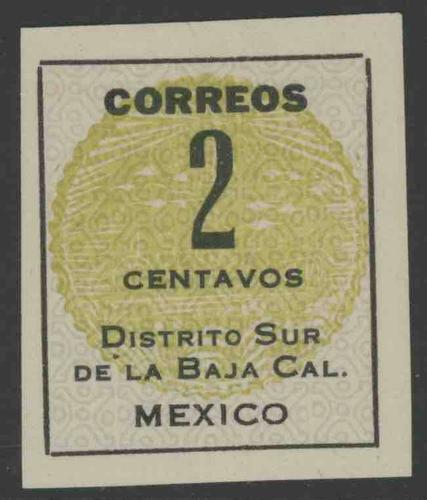 CORREOS
2
CENTAVOS
DISTRITO SUR
DE LA BAJA CAL.
MEXICO